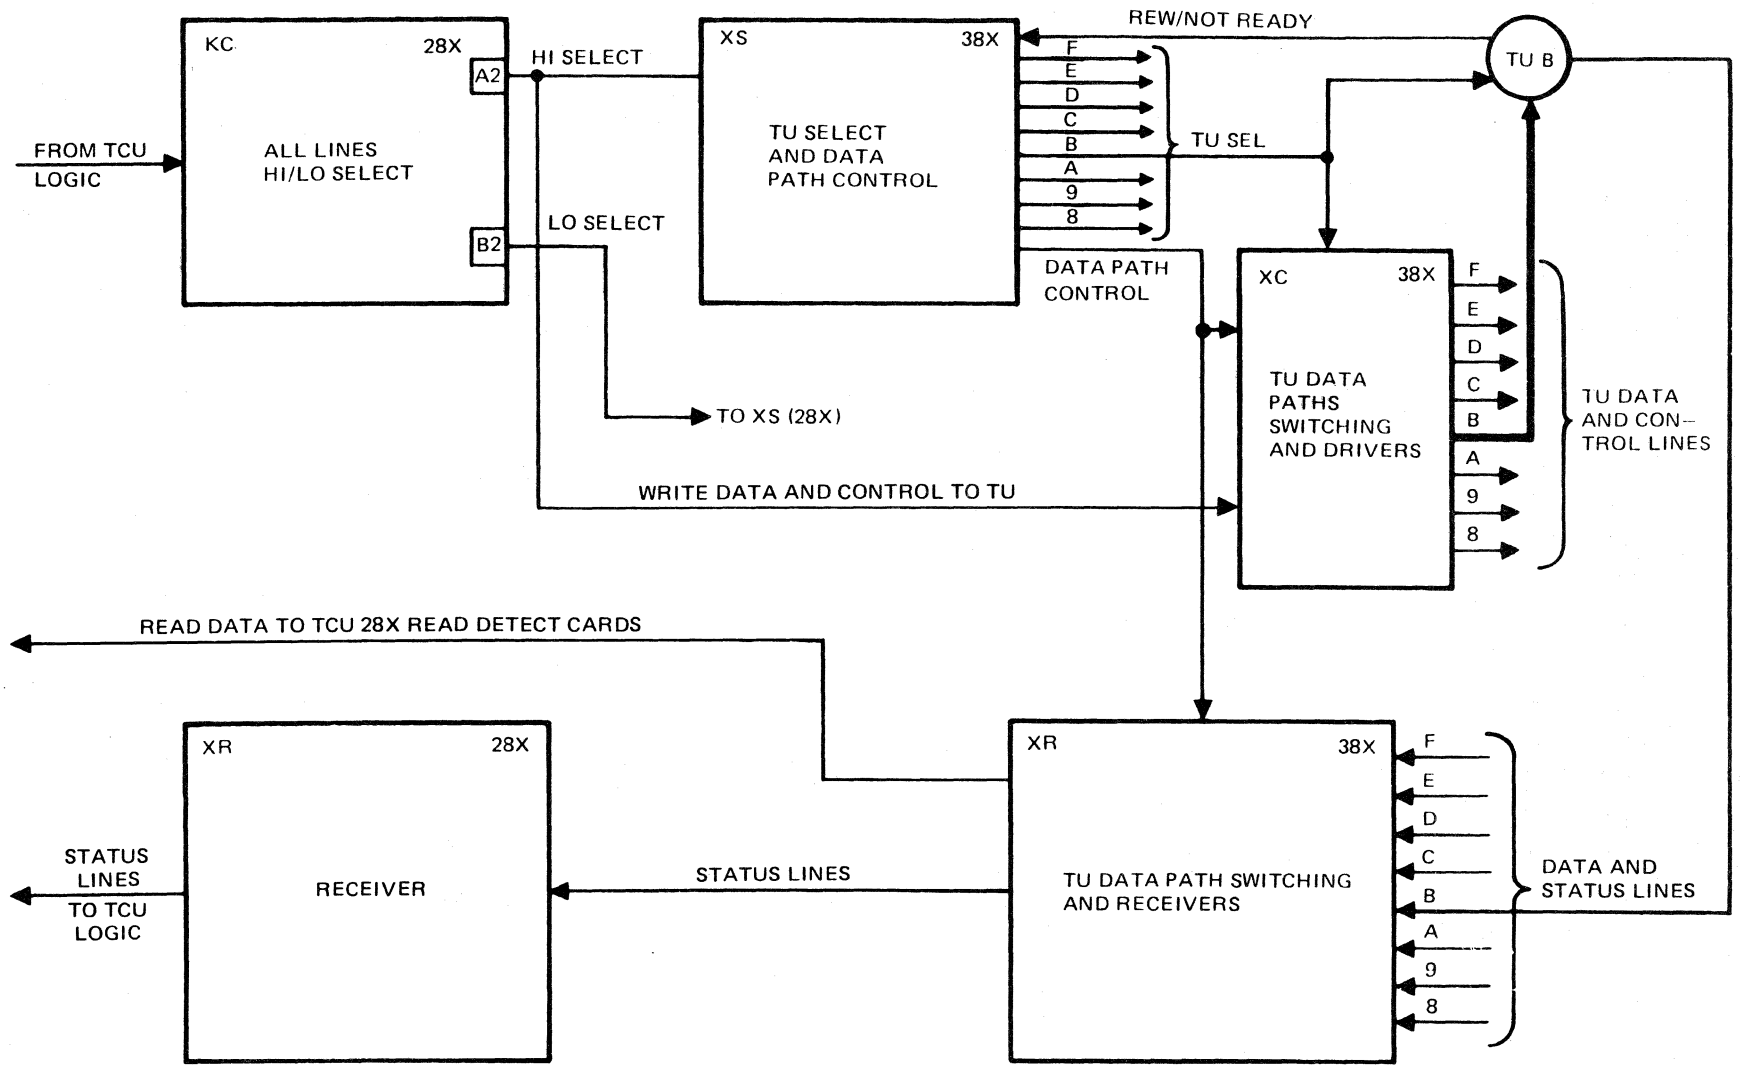 KC 28X
A2
ALL LINES
HI/LO SELECT
B2
FROM TCU
LOGIC
HI SELECT
LO SELECT
TO XS (28X)
XS 38X
TU SELECT
AND DATA
PATH CONTROL
REW/NOT READY
F
E
D
C
B
A
9
8
TU SEL
TU B
DATA PATH
CONTROL
XC 38X
TU DATA
PATHS
SWITCHING
AND DRIVERS
F
E
D
C
B
A
9
8
TU DATA
AND CON–
TROL LINES
WRITE DATA AND CONTROL TO TU
READ DATA TO TCU 28X READ DETECT CARDS
XR 28X
RECEIVER
STATUS
LINES
TO TCU
LOGIC
STATUS LINES
XR 38X
TU DATA PATH SWITCHING
AND RECEIVERS
F
E
D
C
B
A
9
8
DATA AND
STATUS LINES